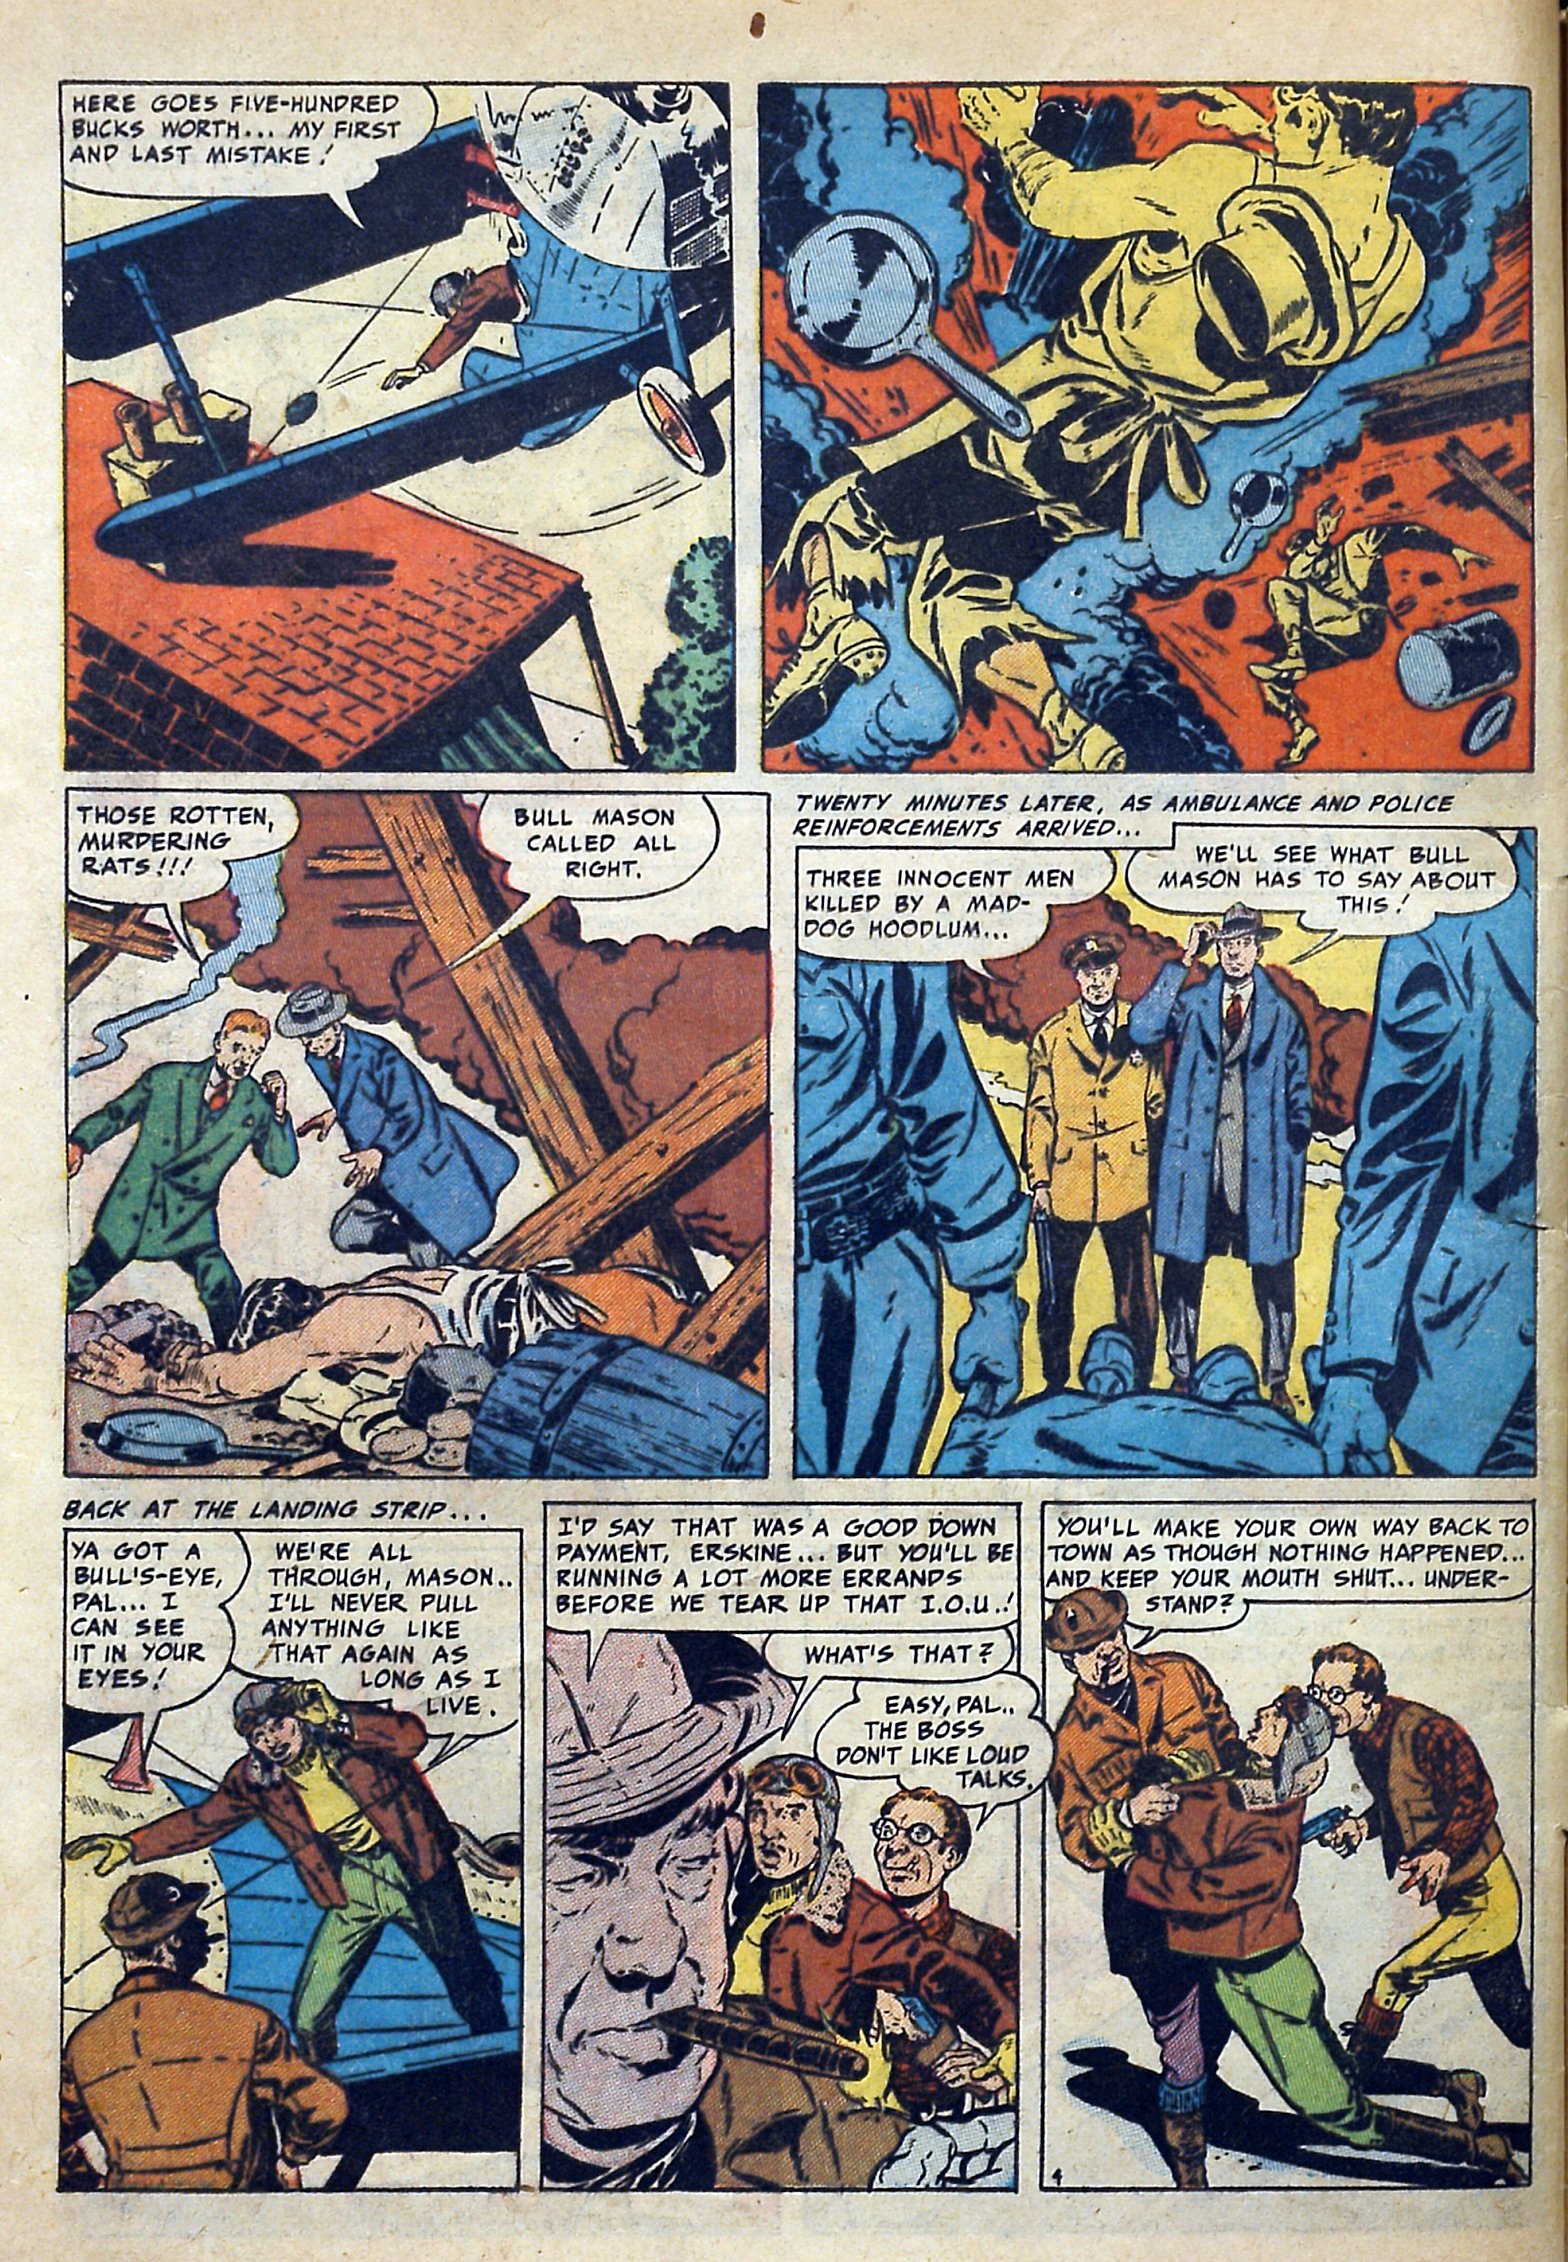 HERE GOES FIVE-HUNDRED
BUCKS WORTH... MY FIRST
AND LAST MISTAKE!
THOSE ROTTEN,
MURDERING
RATS!!!
BULL MASON
CALLED ALL
RIGHT.
TWENTY MINUTES LATER, AS AMBULANCE AND POLICE
REINFORCEMENTS ARRIVED...
THREE INNOCENT MEN
KILLED BY A MAD-
DOG HOODLUM...
WE'LL SEE WHAT BULL
MASON HAS TO SAY ABOUT
THIS!
BACK AT THE LANDING STRIP...
YA GOT A
BULL'S-EYE,
PAL... I
CAN SEE
IT IN YOUR
EYES!
WE'RE ALL
THROUGH, MASON..
I'LL NEVER PULL
ANYTHING LIKE
THAT AGAIN AS
LONG AS I
LIVE.
I'D SAY THAT WAS A GOOD DOWN
PAYMENT, ERSKINE... BUT YOU'LL BE
RUNNING A LOT MORE ERRANDS
BEFORE WE TEAR UP THAT I.O.U..!
WHAT'S THAT?
EASY, PAL..
THE BOSS
DON'T LIKE LOUD
TALKS.
YOU'LL MAKE YOUR OWN WAY BACK TO
TOWN AS THOUGH NOTHING HAPPENED...
AND KEEP YOUR MOUTH SHUT... UNDER-
STAND?
4